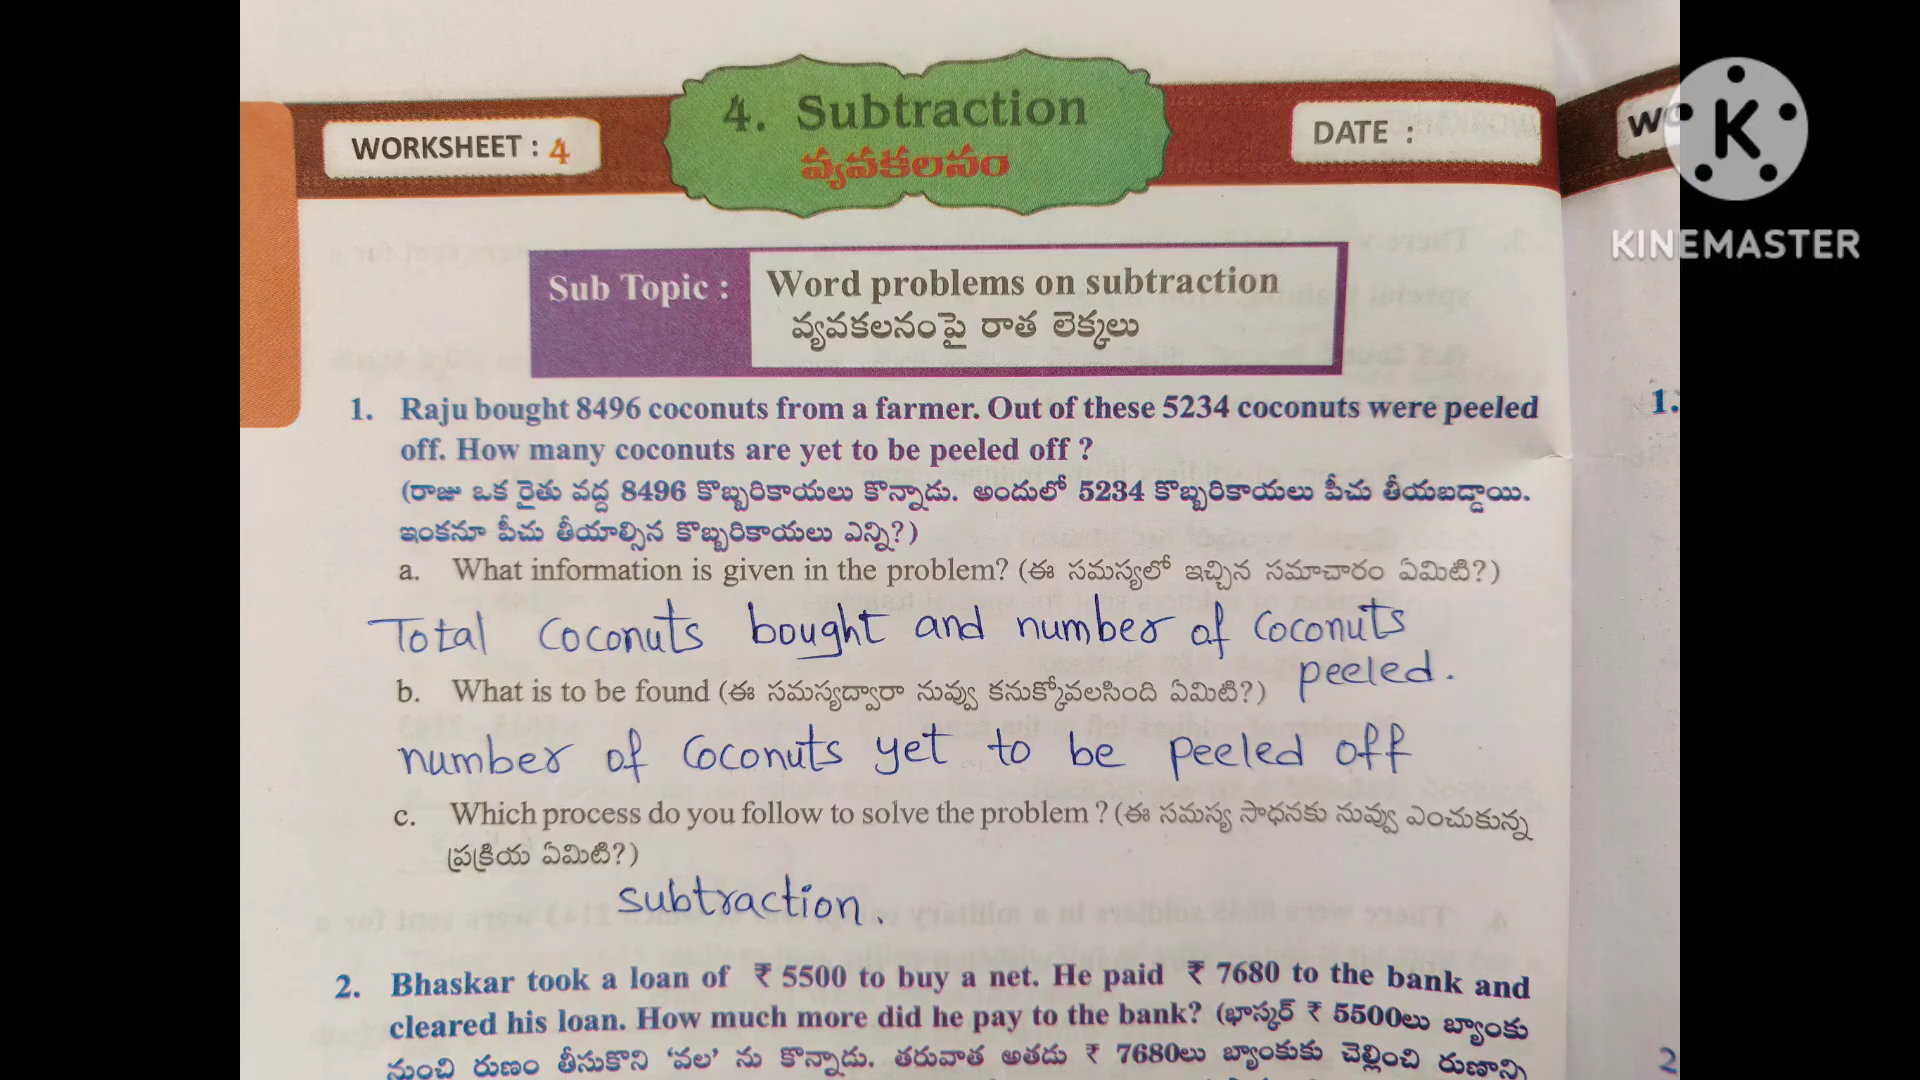 4. Subtraction
వ్యవకలనం
WORKSHEET : 4
DATE :
KINEMASTER
Sub Topic :
Word problems on subtraction
వ్యవకలనంపై రాత లెక్కలు
1. Raju bought 8496 coconuts from a farmer. Out of these 5234 coconuts were peeled
off. How many coconuts are yet to be peeled off ?
(రాజు ఒక రైతు వద్ద 8496 కొబ్బరికాయలు కొన్నాడు. అందులో 5234 కొబ్బరికాయలు పీచు తీయబడ్డాయి.
ఇంకనూ పీచు తీయాల్సిన కొబ్బరికాయలు ఎన్ని?)
a. What information is given in the problem? (ఈ సమస్యలో ఇచ్చిన సమాచారం ఏమిటి?)
Total coconuts bought and number of coconuts
peeled.
b. What is to be found (ఈ సమస్యద్వారా నువ్వు కనుక్కోవలసింది ఏమిటి?)
number of coconuts yet to be peeled off
c. Which process do you follow to solve the problem ? (ఈ సమస్య సాధనకు నువ్వు ఎంచుకున్న
ప్రక్రియ ఏమిటి?)
subtraction.
2. Bhaskar took a loan of ₹ 5500 to buy a net. He paid ₹ 7680 to the bank and
cleared his loan. How much more did he pay to the bank? (భాస్కర్ ₹ 5500లు బ్యాంకు
నుంచి రుణం తీసుకొని 'వల' ను కొన్నాడు. తరువాత అతడు ₹ 7680లు బ్యాంకుకు చెల్లించి రుణాన్ని
1.
2